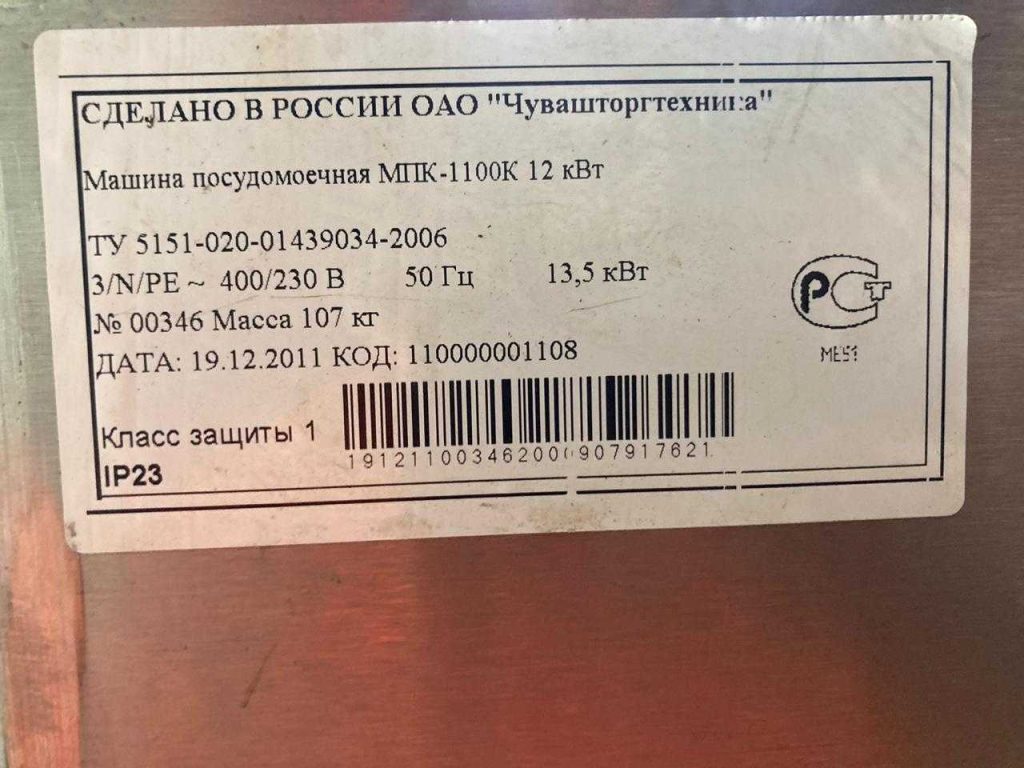 СДЕЛАНО В РОССИИ ОАО "Чувашторгтехника"
Машина посудомоечная МПК-1100К 12 кВт
ТУ 5151-020-01439034-2006
3/N/PE ~ 400/230 В 50 Гц 13,5 кВт
№ 00346 Масса 107 кг
ДАТА: 19.12.2011 КОД: 110000001108
РСТ
Класс защиты 1
IP23